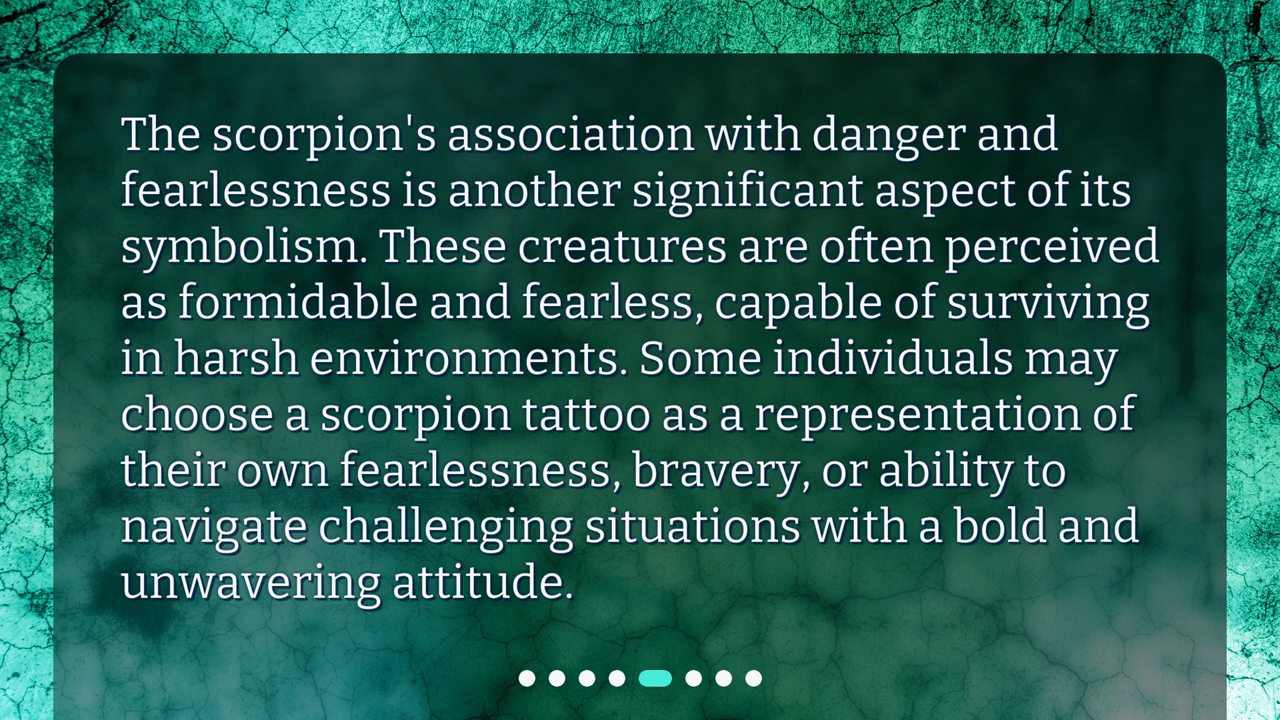 The scorpion's association with danger and
fearlessness is another significant aspect of its
symbolism. These creatures are often perceived
as formidable and fearless, capable of surviving
in harsh environments. Some individuals may
choose a scorpion tattoo as a representation of
their own fearlessness, bravery, or ability to
navigate challenging situations with a bold and
unwavering attitude.